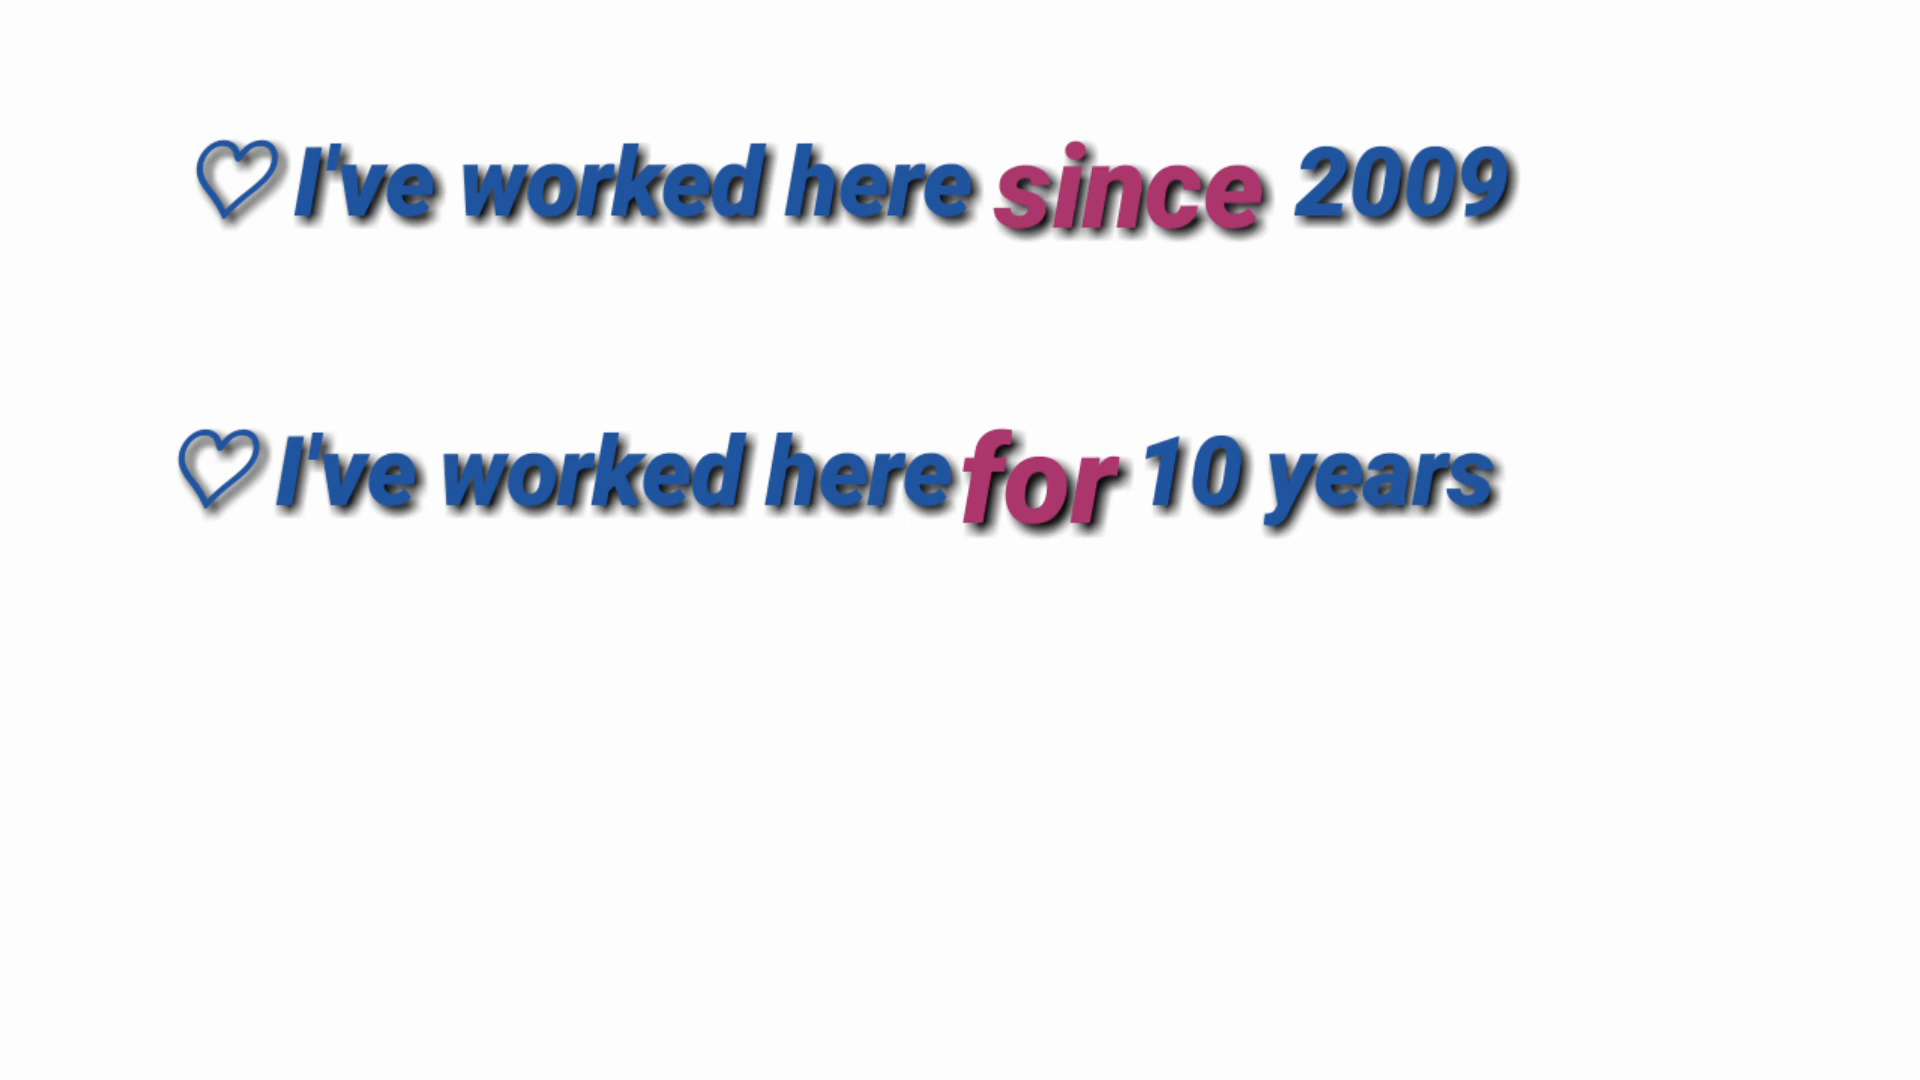 ♡ I've worked here since 2009
♡ I've worked here for 10 years